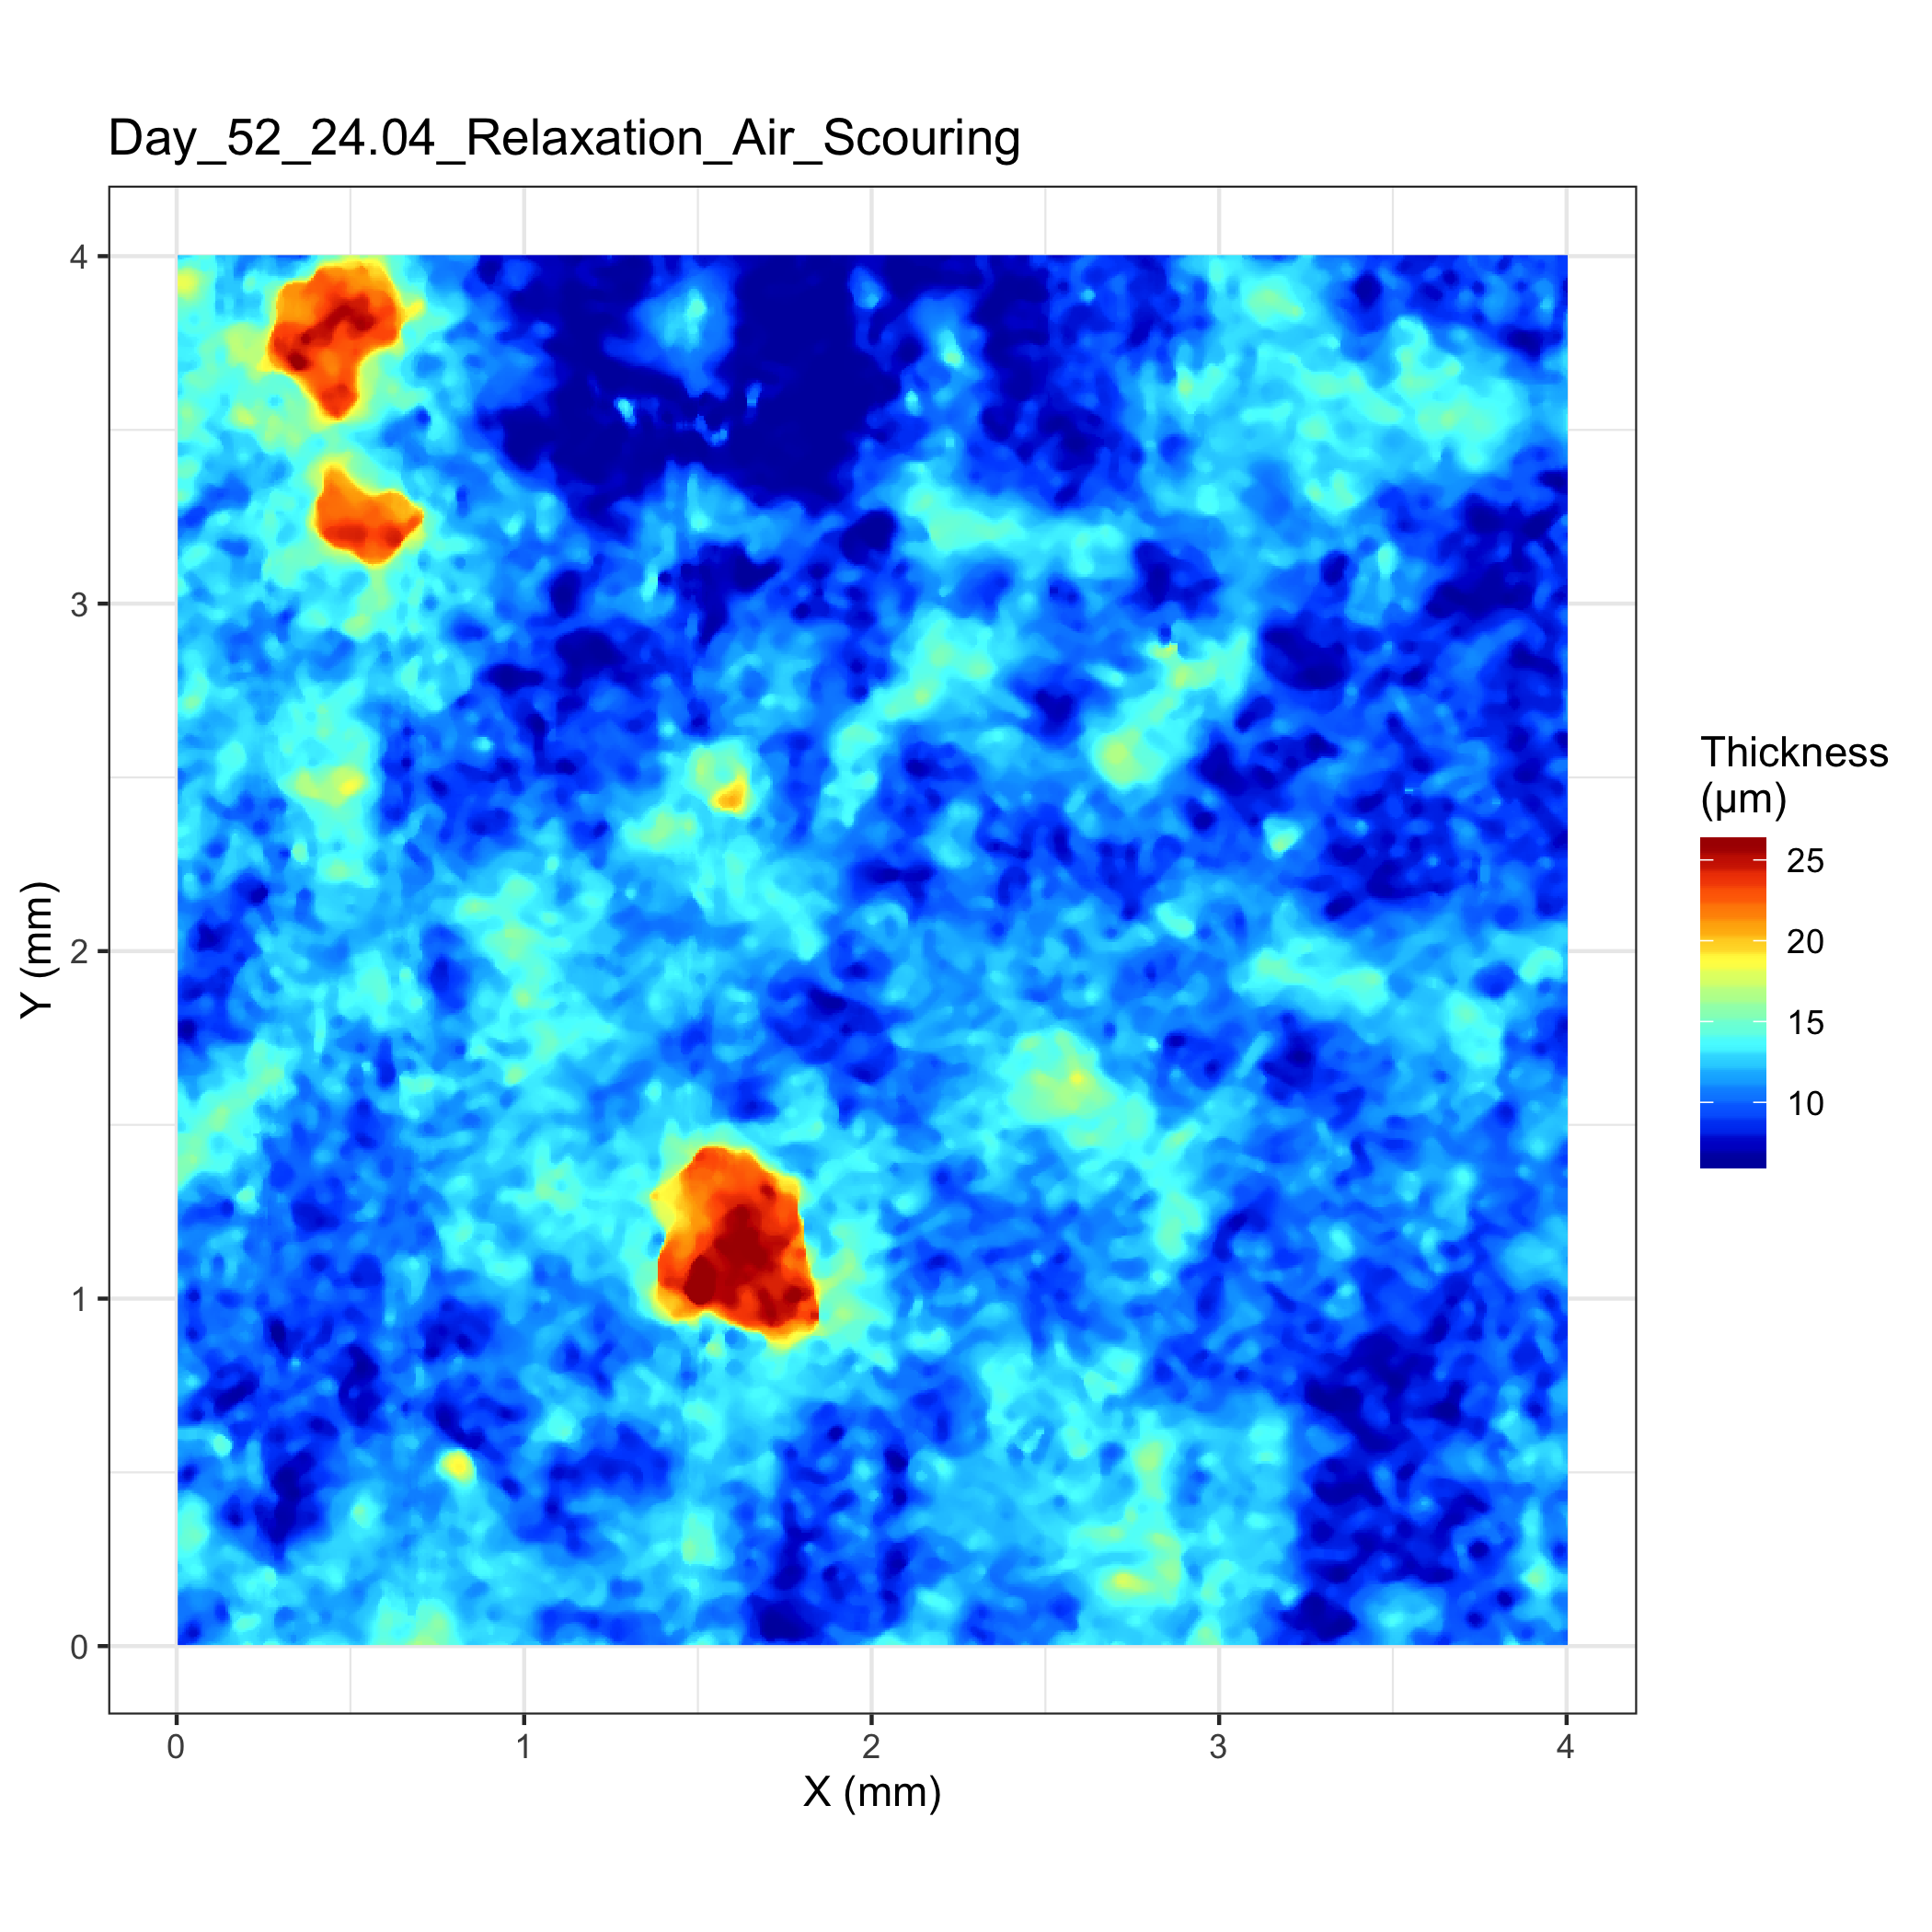 Day_52_24.04_Relaxation_Air_Scouring
4
3
2
1
0
Y (mm)
0 1 2 3 4
X (mm)
Thickness
(µm)
25
20
15
10